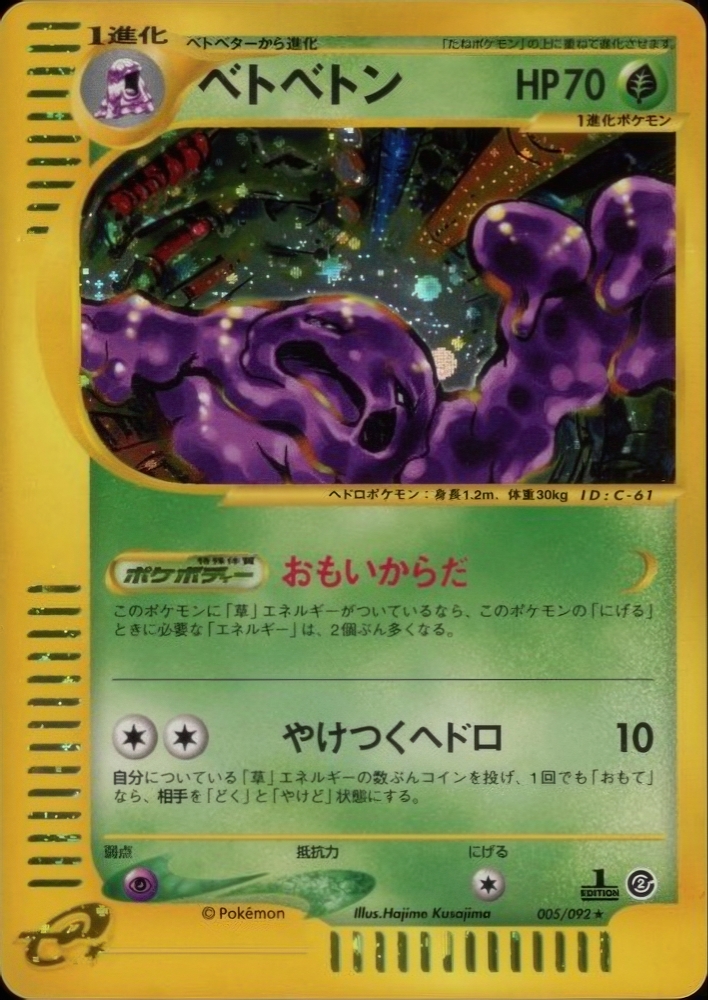 1進化
ベトベターから進化
「たねポケモン」の上に重ねて進化させます。
ベトベトン
HP70
1進化ポケモン
ヘドロポケモン：身長1.2m. 体重30kg ID:C-61
特殊体質
ポケボディー
おもいからだ
このポケモンに「草」エネルギーがついているなら、このポケモンの「にげる」
ときに必要な「エネルギー」は、2個ぶん多くなる。
やけつくヘドロ 10
自分についている「草」エネルギーの数ぶんコインを投げ、1回でも「おもて」
なら、相手を「どく」と「やけど」状態にする。
弱点 抵抗力 にげる
1
EDITION
2
©Pokémon
Illus.Hajime Kusajima
005/092★